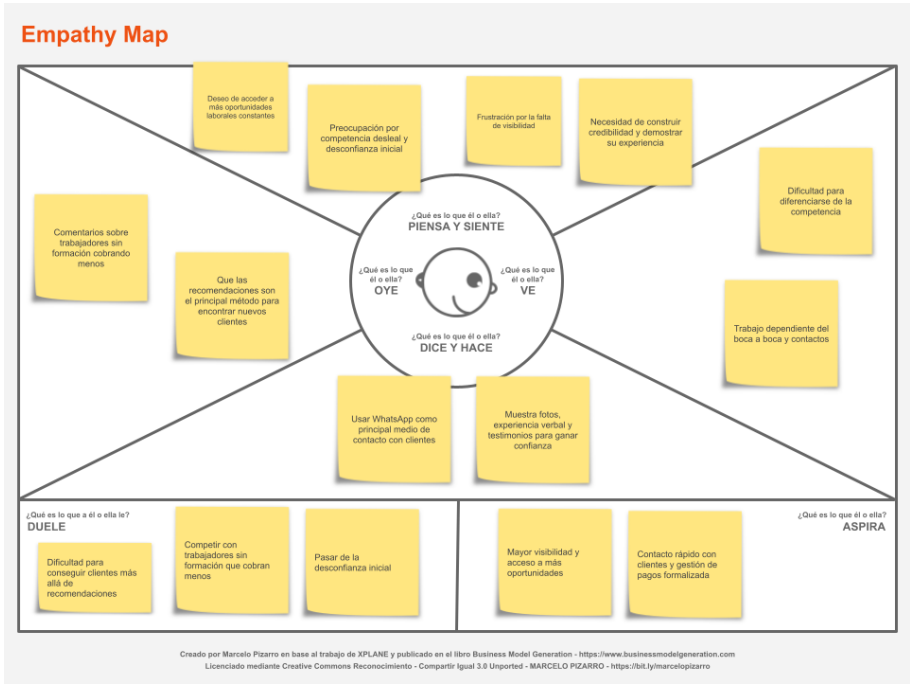 Empathy Map
Deseo de acceder a
más oportunidades
laborales constantes
Preocupación por
competencia desleal y
desconfianza inicial
Frustración por la falta
de visibilidad
Necesidad de construir
credibilidad y demostrar
su experiencia
Dificultad para
diferenciarse de la
competencia
Comentarios sobre
trabajadores sin
formación cobrando
menos
Que las
recomendaciones son
el principal método para
encontrar nuevos
clientes
¿Qué es lo que él o ella?
PIENSA Y SIENTE
¿Qué es lo que
él o ella?
OYE
¿Qué es lo que
él o ella?
VE
¿Qué es lo que él o ella?
DICE Y HACE
Trabajo dependiente del
boca a boca y contactos
Usar WhatsApp como
principal medio de
contacto con clientes
Muestra fotos,
experiencia verbal y
testimonios para ganar
confianza
¿Qué es lo que a él o ella le?
DUELE
Dificultad para
conseguir clientes más
allá de
recomendaciones
Competir con
trabajadores sin
formación que cobran
menos
Pasar de la
desconfianza inicial
¿Qué es lo que él o ella?
ASPIRA
Mayor visibilidad y
acceso a más
oportunidades
Contacto rápido con
clientes y gestión de
pagos formalizada
Creado por Marcelo Pizarro en base al trabajo de XPLANE y publicado en el libro Business Model Generation - https://www.businessmodelgeneration.com
Licenciado mediante Creative Commons Reconocimiento - Compartir Igual 3.0 Unported - MARCELO PIZARRO - https://bit.ly/marcelopizarro